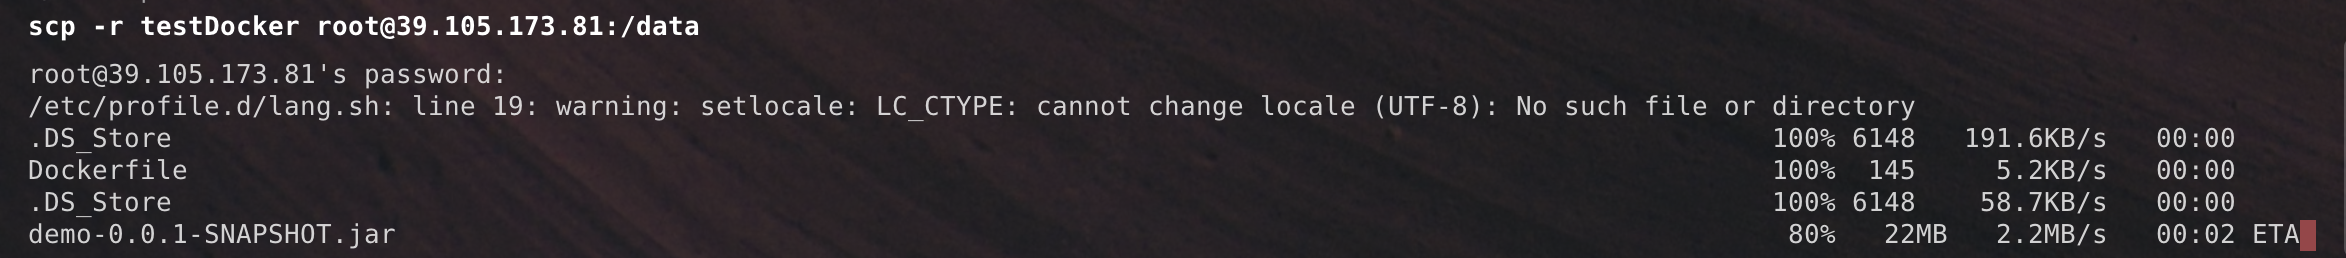 scp -r testDocker root@39.105.173.81:/data
root@39.105.173.81's password:
/etc/profile.d/lang.sh: line 19: warning: setlocale: LC_CTYPE: cannot change locale (UTF-8): No such file or directory
.DS_Store 100% 6148 191.6KB/s 00:00
Dockerfile 100% 145 5.2KB/s 00:00
.DS_Store 100% 6148 58.7KB/s 00:00
demo-0.0.1-SNAPSHOT.jar 80% 22MB 2.2MB/s 00:02 ETA